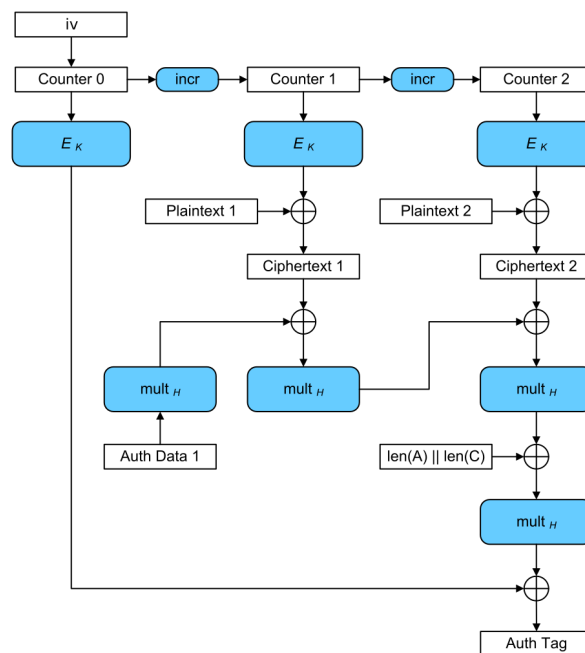 iv
Counter 0
incr
Counter 1
incr
Counter 2
E K
E K
E K
Plaintext 1
Plaintext 2
Ciphertext 1
Ciphertext 2
mult H
mult H
mult H
Auth Data 1
len(A) || len(C)
mult H
Auth Tag